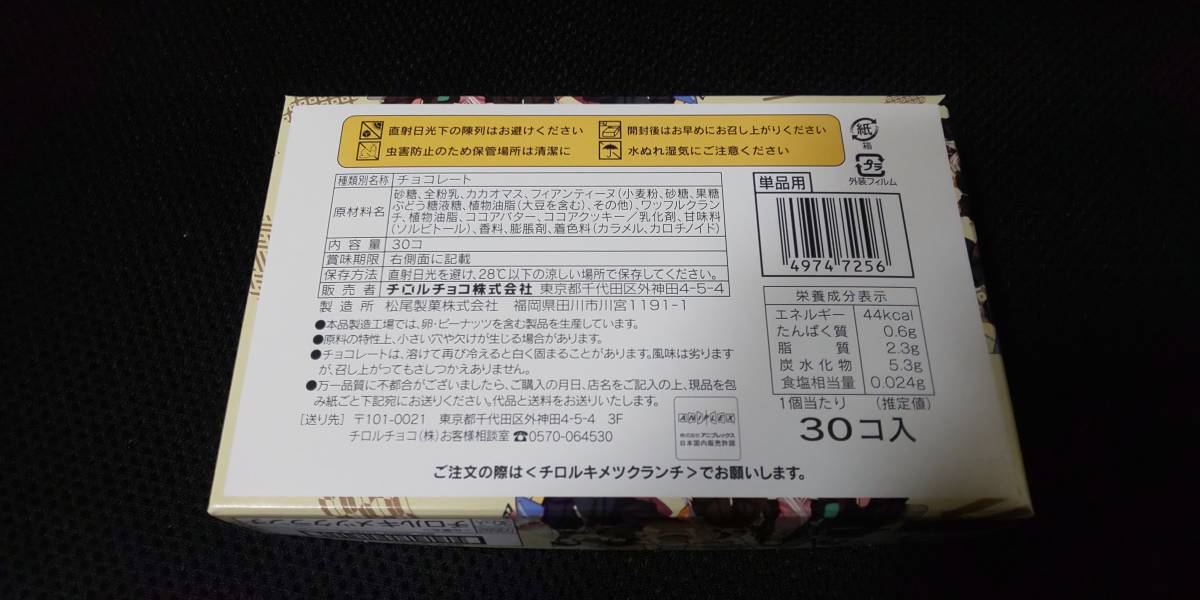 直射日光下の陳列はお避けください
開封後はお早めにお召し上がりください
虫害防止のため保管場所は清潔に
水ぬれ湿気にご注意ください
紙
箱
プラ
外装フィルム
種類別名称 チョコレート
原材料名 砂糖、全粉乳、カカオマス、フィアンティーヌ(小麦粉、砂糖、果糖
ぶどう糖液糖、植物油脂(大豆を含む)、その他)、ワッフルクラン
チ、植物油脂、ココアバター、ココアクッキー/乳化剤、甘味料
(ソルビトール)、香料、膨脹剤、着色料(カラメル、カロチノイド)
内容量 30コ
賞味期限 右側面に記載
保存方法 直射日光を避け、28℃以下の涼しい場所で保存してください。
販売者 チロルチョコ株式会社 東京都千代田区外神田4-5-4
製造所 松尾製菓株式会社 福岡県田川市川宮1191-1
●本品製造工場では、卵・ピーナッツを含む製品を生産しています。
●原料の特性上、小さい穴や欠けが生じる場合があります。
●チョコレートは、溶けて再び冷えると白く固まることがあります。風味は劣ります
が、召し上がってもさしつかえありません。
●万一品質に不都合がございましたら、ご購入の月日、店名をご記入の上、現品を包
み紙ごと下記宛にお送りください。代品と送料をお送りいたします。
[送り先] 〒101-0021 東京都千代田区外神田4-5-4 3F
チロルチョコ(株)お客様相談室☎0570-064530
ANIPLEX
株式会社アニプレックス
日本国内販売許諾
単品用
4974 7256
栄養成分表示
エネルギー 44kcal
たんぱく質 0.6g
脂質 2.3g
炭水化物 5.3g
食塩相当量 0.024g
1個当たり (推定値)
30コ入
ご注文の際は<チロルキメツクランチ>でお願いします。
チロルキメツクランチ